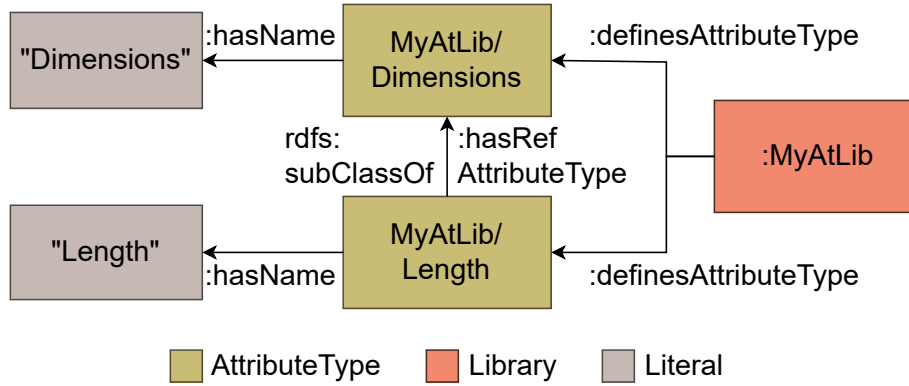 "Dimensions"
:hasName
MyAtLib/
Dimensions
:definesAttributeType
rdfs:
subClassOf
:hasRef
AttributeType
:MyAtLib
"Length"
:hasName
MyAtLib/
Length
:definesAttributeType
AttributeType
Library
Literal